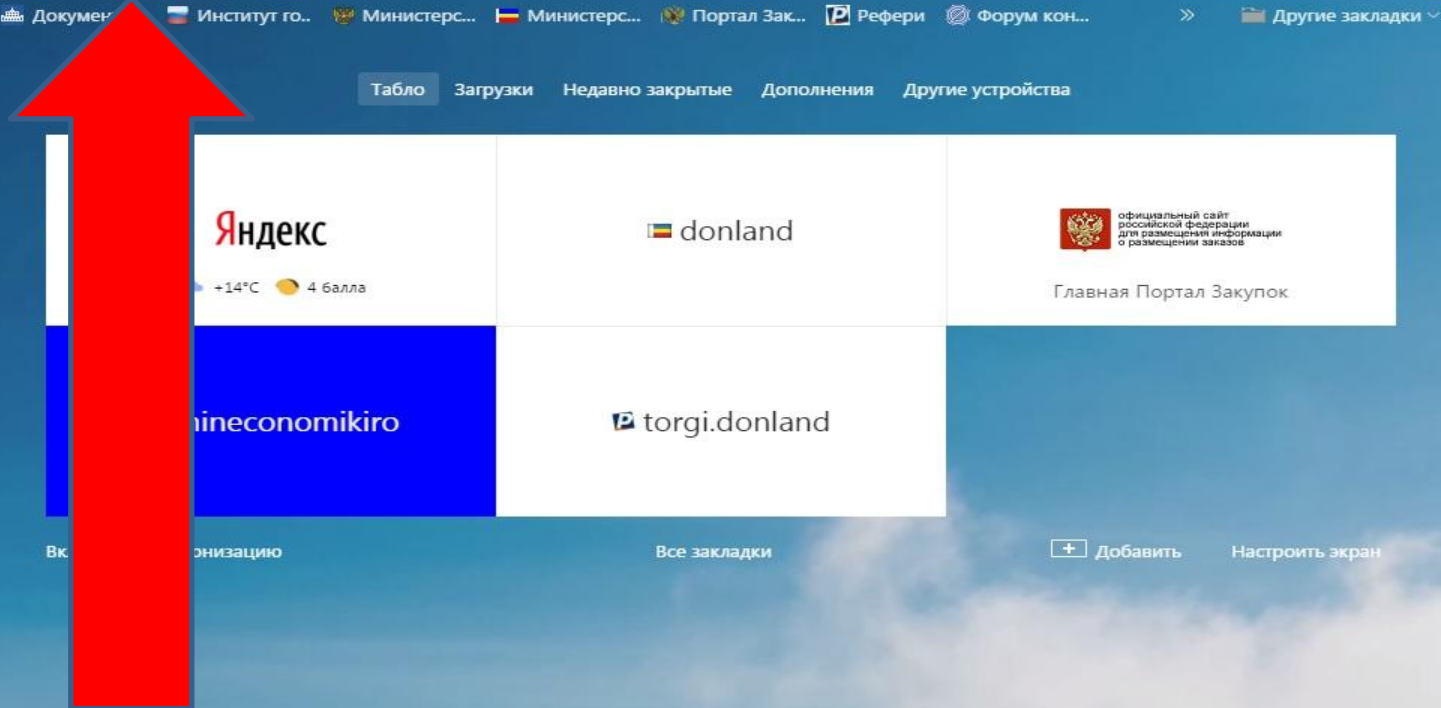 Докумен Институт го.. Министерс... Министерс... Портал Зак... Рефери Форум кон... » Другие закладки
Табло Загрузки Недавно закрытые Дополнения Другие устройства
Яндекс
+14°C 4 балла
donland
официальный сайт
российской федерации
для размещения информации
о размещении заказов
Главная Портал Закупок
ineconomikiro
torgi.donland
Вк онизацию Все закладки + Добавить Настроить экран